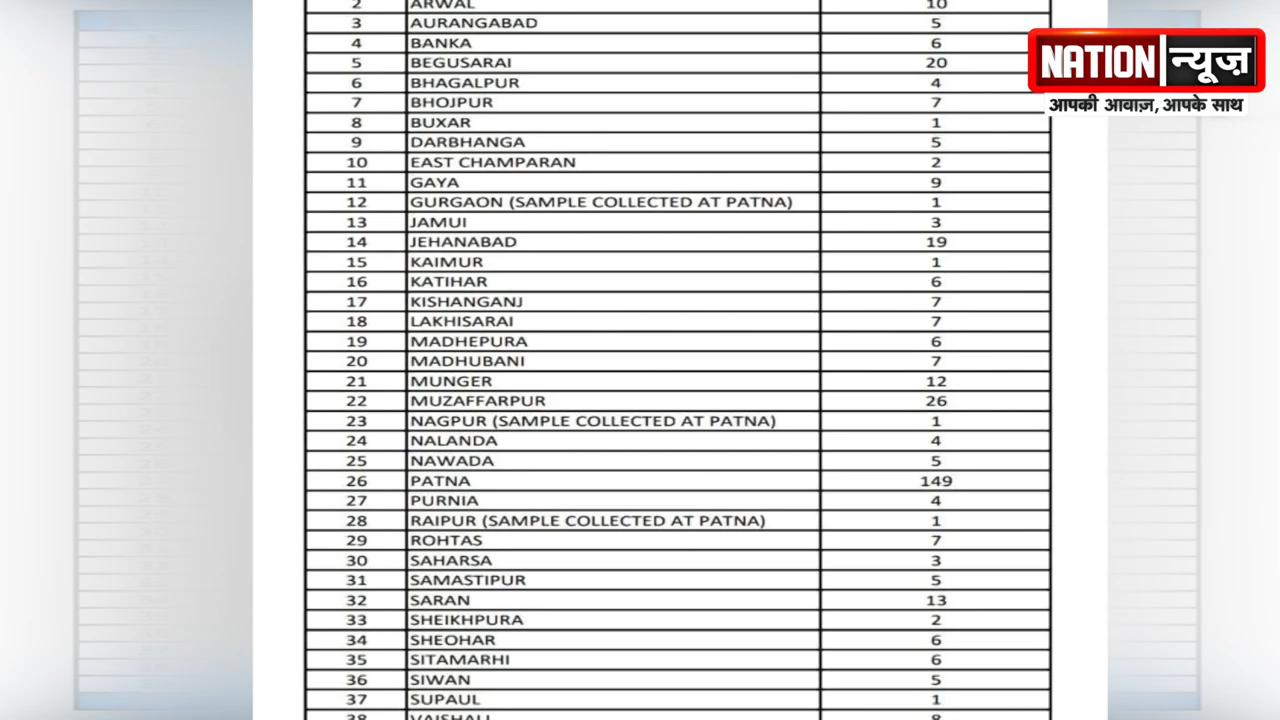 2 ARWAL 10
3 AURANGABAD 5
4 BANKA 6
5 BEGUSARAI 20
6 BHAGALPUR 4
7 BHOJPUR 7
8 BUXAR 1
9 DARBHANGA 5
10 EAST CHAMPARAN 2
11 GAYA 9
12 GURGAON (SAMPLE COLLECTED AT PATNA) 1
13 JAMUI 3
14 JEHANABAD 19
15 KAIMUR 1
16 KATIHAR 6
17 KISHANGANJ 7
18 LAKHISARAI 7
19 MADHEPURA 6
20 MADHUBANI 7
21 MUNGER 12
22 MUZAFFARPUR 26
23 NAGPUR (SAMPLE COLLECTED AT PATNA) 1
24 NALANDA 4
25 NAWADA 5
26 PATNA 149
27 PURNIA 4
28 RAIPUR (SAMPLE COLLECTED AT PATNA) 1
29 ROHTAS 7
30 SAHARSA 3
31 SAMASTIPUR 5
32 SARAN 13
33 SHEIKHPURA 2
34 SHEOHAR 6
35 SITAMARHI 6
36 SIWAN 5
37 SUPAUL 1
38 VAISHALI 8
NATION न्यूज़
आपकी आवाज़, आपके साथ